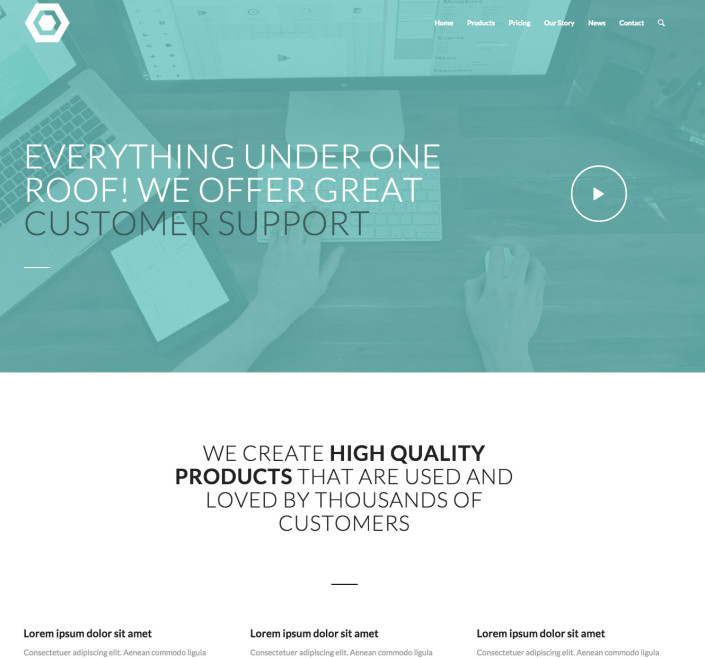 Home Products Pricing Our Story News Contact
EVERYTHING UNDER ONE
ROOF! WE OFFER GREAT
CUSTOMER SUPPORT
WE CREATE HIGH QUALITY
PRODUCTS THAT ARE USED AND
LOVED BY THOUSANDS OF
CUSTOMERS
Lorem ipsum dolor sit amet
Consectetuer adipiscing elit. Aenean commodo ligula
Lorem ipsum dolor sit amet
Consectetuer adipiscing elit. Aenean commodo ligula
Lorem ipsum dolor sit amet
Consectetuer adipiscing elit. Aenean commodo ligula